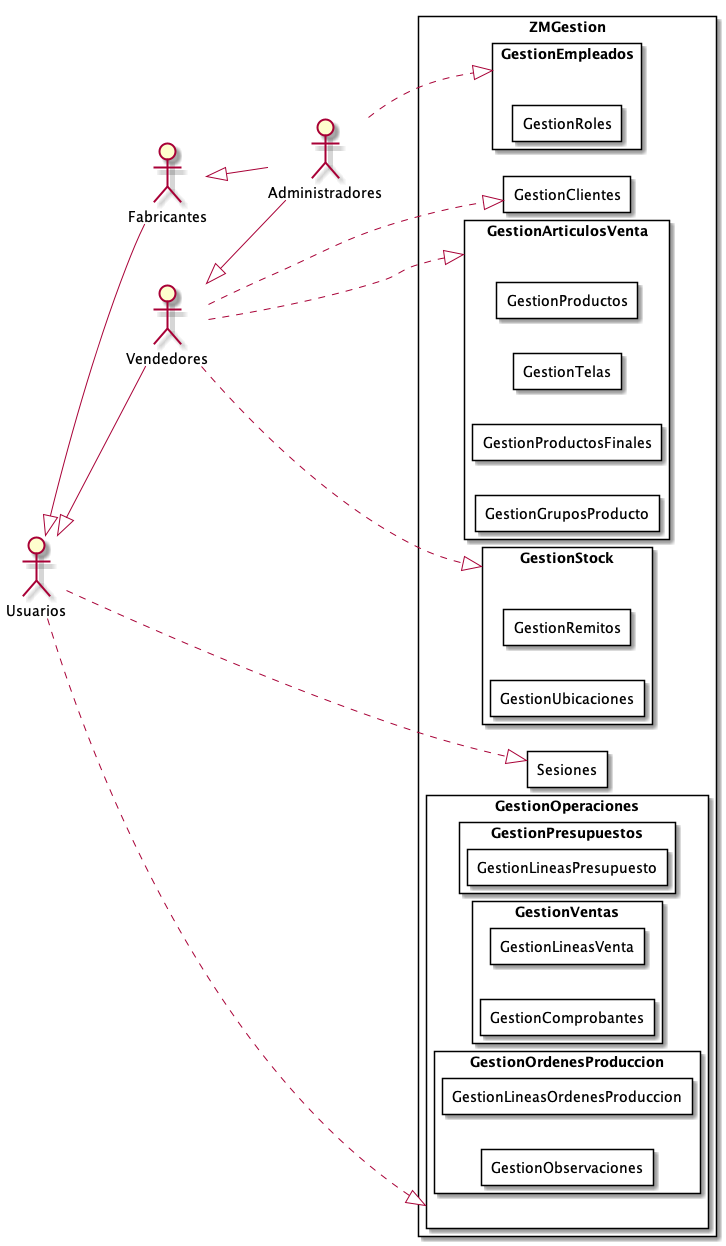 ZMGestion
GestionEmpleados
GestionRoles
Administradores
Fabricantes
GestionClientes
GestionArticulosVenta
GestionProductos
Vendedores
GestionTelas
GestionProductosFinales
GestionGruposProducto
GestionStock
Usuarios
GestionRemitos
GestionUbicaciones
Sesiones
GestionOperaciones
GestionPresupuestos
GestionLineasPresupuesto
GestionVentas
GestionLineasVenta
GestionComprobantes
GestionOrdenesProduccion
GestionLineasOrdenesProduccion
GestionObservaciones